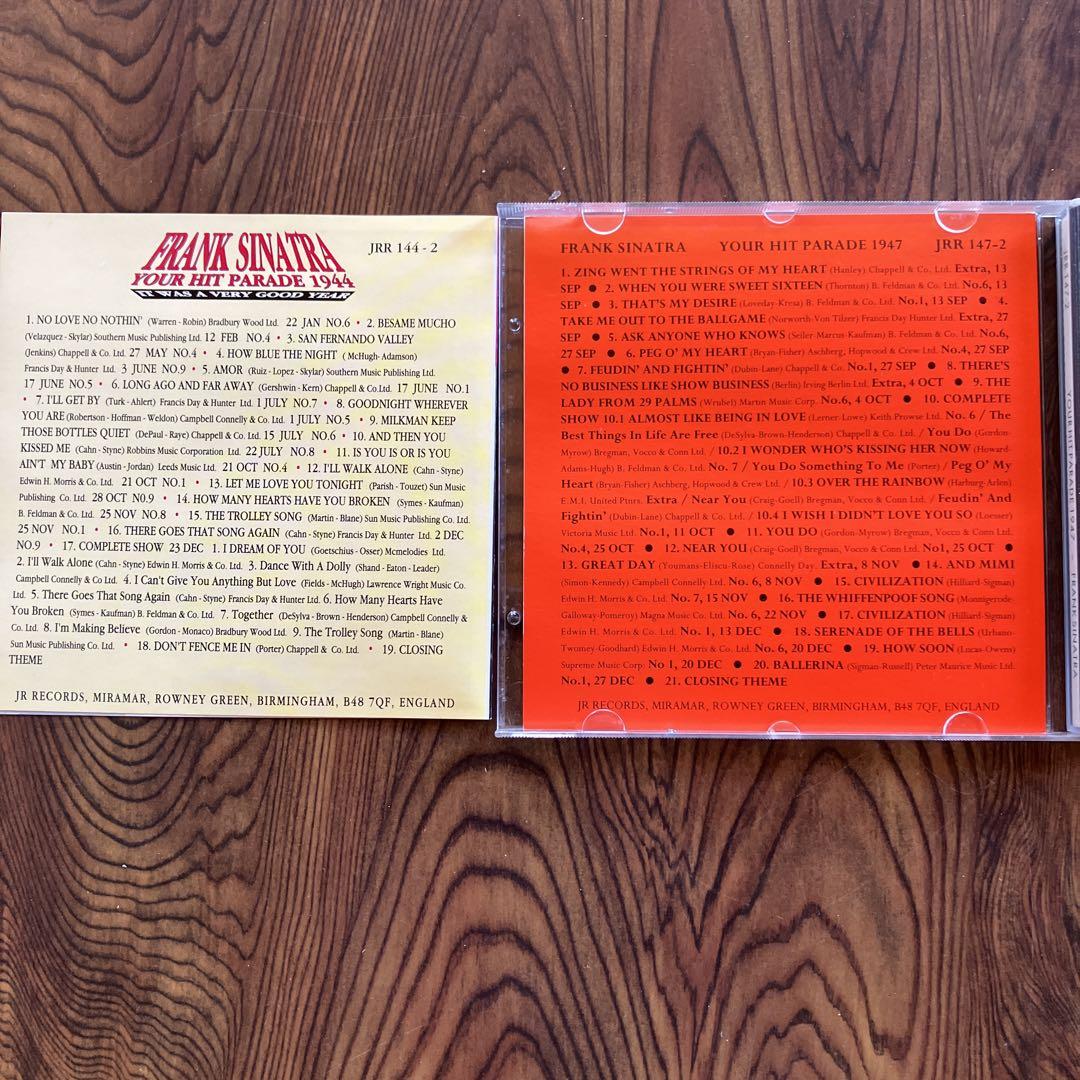 FRANK SINATRA
YOUR HIT PARADE 1944
IT WAS A VERY GOOD YEAR
JRR 144 - 2
1. NO LOVE NO NOTHIN' (Warren - Robin) Bradbury Wood Ltd. 22 JAN NO.6 • 2. BESAME MUCHO
(Velazquez - Skylar) Southern Music Publishing Ltd. 12 FEB NO.4 • 3. SAN FERNANDO VALLEY
(Jenkins) Chappell & Co. Ltd. 27 MAY NO.4 • 4. HOW BLUE THE NIGHT ( McHugh-Adamson)
Francis Day & Hunter Ltd. 3 JUNE NO.9 • 5. AMOR (Ruiz - Lopez - Skylar) Southern Music Publishing Ltd.
17 JUNE NO.5 • 6. LONG AGO AND FAR AWAY (Gershwin - Kern) Chappell & Co.Ltd. 17 JUNE NO.1
• 7. I'LL GET BY (Turk - Ahlert) Francis Day & Hunter Ltd. 1 JULY NO.7 • 8. GOODNIGHT WHEREVER
YOU ARE (Robertson - Hoffman - Weldon) Campbell Connelly & Co. Ltd. 1 JULY NO.5 • 9. MILKMAN KEEP
THOSE BOTTLES QUIET (DePaul - Raye) Chappell & Co. Ltd. 15 JULY NO.6 • 10. AND THEN YOU
KISSED ME (Cahn - Styne) Robbins Music Corporation Ltd. 22 JULY NO.8 • 11. IS YOU IS OR IS YOU
AIN'T MY BABY (Austin - Jordan) Leeds Music Ltd. 21 OCT NO.4 • 12. I'LL WALK ALONE (Cahn - Styne)
Edwin H. Morris & Co. Ltd. 21 OCT NO.1 • 13. LET ME LOVE YOU TONIGHT (Parish - Touzet) Sun Music
Publishing Co. Ltd. 28 OCT NO.9 • 14. HOW MANY HEARTS HAVE YOU BROKEN (Symes - Kaufman)
B. Feldman & Co. Ltd. 25 NOV NO.8 • 15. THE TROLLEY SONG (Martin - Blane) Sun Music Publishing Co. Ltd.
25 NOV NO.1 • 16. THERE GOES THAT SONG AGAIN (Cahn - Styne) Francis Day & Hunter Ltd. 2 DEC
NO.9 • 17. COMPLETE SHOW 23 DEC 1. I DREAM OF YOU (Goetschius - Osser) Mcmelodies Ltd.
2. I'll Walk Alone (Cahn - Styne) Edwin H. Morris & Co. Ltd. 3. Dance With A Dolly (Shand - Eaton - Leader)
Campbell Connelly & Co. Ltd. 4. I Can't Give You Anything But Love (Fields - McHugh) Lawrence Wright Music Co.
Ltd. 5. There Goes That Song Again (Cahn - Styne) Francis Day & Hunter Ltd. 6. How Many Hearts Have
You Broken (Symes - Kaufman) B. Feldman & Co. Ltd. 7. Together (DeSylva - Brown - Henderson) Campbell Connelly &
Co. Ltd. 8. I'm Making Believe (Gordon - Monaco) Bradbury Wood Ltd. 9. The Trolley Song (Martin - Blane)
Sun Music Publishing Co. Ltd. • 18. DON'T FENCE ME IN (Porter) Chappell & Co. Ltd. • 19. CLOSING
THEME
JR RECORDS, MIRAMAR, ROWNEY GREEN, BIRMINGHAM, B48 7QF, ENGLAND
FRANK SINATRA YOUR HIT PARADE 1947 JRR 147-2
1. ZING WENT THE STRINGS OF MY HEART (Hanley) Chappell & Co. Ltd. Extra, 13
SEP ● 2. WHEN YOU WERE SWEET SIXTEEN (Thornton) B. Feldman & Co. Ltd. No.6, 13
SEP ● 3. THAT'S MY DESIRE (Loveday-Kresa) B. Feldman & Co. Ltd. No.1, 13 SEP ● 4.
TAKE ME OUT TO THE BALLGAME (Norworth-Von Tilzer) Francis Day Hunter Ltd. Extra, 27
SEP ● 5. ASK ANYONE WHO KNOWS (Seiler-Marcus-Kaufman) B. Feldman & Co. Ltd. No.6,
27 SEP ● 6. PEG O' MY HEART (Bryan-Fisher) Aschberg, Hopwood & Crew Ltd. No.4, 27 SEP
● 7. FEUDIN' AND FIGHTIN' (Dubin-Lane) Chappell & Co. No.1, 27 SEP ● 8. THERE'S
NO BUSINESS LIKE SHOW BUSINESS (Berlin) Irving Berlin Ltd. Extra, 4 OCT ● 9. THE
LADY FROM 29 PALMS (Wrubel) Martin Music Corp. No.6, 4 OCT ● 10. COMPLETE
SHOW 10.1 ALMOST LIKE BEING IN LOVE (Lerner-Lowe) Keith Prowse Ltd. No. 6 / The
Best Things In Life Are Free (DeSylva-Brown-Henderson) Chappell & Co. Ltd. / You Do (Gordon-
Myrow) Bregman, Vocco & Conn Ltd. / 10.2 I WONDER WHO'S KISSING HER NOW (Howard-
Adams-Hugh) B. Feldman & Co. Ltd. No. 7 / You Do Something To Me (Porter) / Peg O' My
Heart (Bryan-Fisher) Aschberg, Hopwood & Crew Ltd. / 10.3 OVER THE RAINBOW (Harburg-Arlen)
E.M.I. United Ptnrs. Extra / Near You (Craig-Goell) Bregman, Vocco & Conn Ltd. / Feudin' And
Fightin' (Dubin-Lane) Chappell & Co. Ltd. / 10.4 I WISH I DIDN'T LOVE YOU SO (Loesser)
Victoria Music Ltd. No.1, 11 OCT ● 11. YOU DO (Gordon-Myrow) Bregman, Vocco & Conn Ltd.
No.4, 25 OCT ● 12. NEAR YOU (Craig-Goell) Bregman, Vocco & Conn Ltd. No1, 25 OCT ●
13. GREAT DAY (Youmans-Eliscu-Rose) Connelly Day. Extra, 8 NOV ● 14. AND MIMI
(Simon-Kennedy) Campbell Connelly Ltd. No. 6, 8 NOV ● 15. CIVILIZATION (Hilliard-Sigman)
Edwin H. Morris & Co. Ltd. No. 7, 15 NOV ● 16. THE WHIFFENPOOF SONG (Monnigerode-
Galloway-Pomeroy) Magna Music Co. Ltd. No. 6, 22 NOV ● 17. CIVILIZATION (Hilliard-Sigman)
Edwin H. Morris & Co. Ltd. No. 1, 13 DEC ● 18. SERENADE OF THE BELLS (Urhano-
Twomey-Goodhard) Edwin H. Morris & Co. Ltd. No. 6, 20 DEC ● 19. HOW SOON (Lucas-Owens)
Supreme Music Corp. No 1, 20 DEC ● 20. BALLERINA (Sigman-Russell) Peter Maurice Music Ltd.
No.1, 27 DEC ● 21. CLOSING THEME
JR RECORDS, MIRAMAR, ROWNEY GREEN, BIRMINGHAM, B48 7QF, ENGLAND
JRR 147-2 YOUR HIT PARADE 1947 FRANK SINATRA